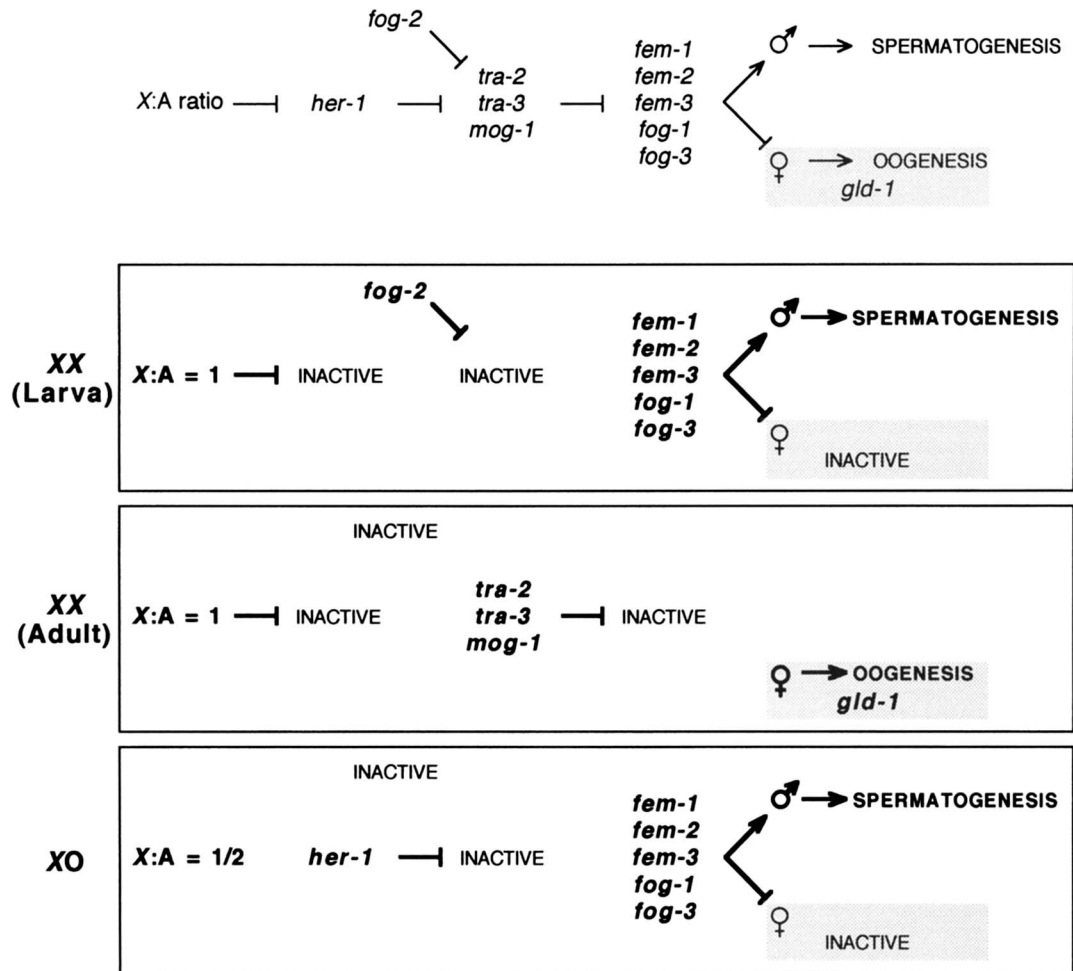 fog-2
X:A ratio
her-1
tra-2
tra-3
mog-1
fem-1
fem-2
fem-3
fog-1
fog-3
♂ SPERMATOGENESIS
♀ OOGENESIS
gld-1
XX
(Larva)
fog-2
X:A = 1
INACTIVE
INACTIVE
fem-1
fem-2
fem-3
fog-1
fog-3
♂ SPERMATOGENESIS
♀
INACTIVE
XX
(Adult)
INACTIVE
X:A = 1
INACTIVE
tra-2
tra-3
mog-1
INACTIVE
♀ OOGENESIS
gld-1
XO
INACTIVE
X:A = 1/2
her-1
INACTIVE
fem-1
fem-2
fem-3
fog-1
fog-3
♂ SPERMATOGENESIS
♀
INACTIVE